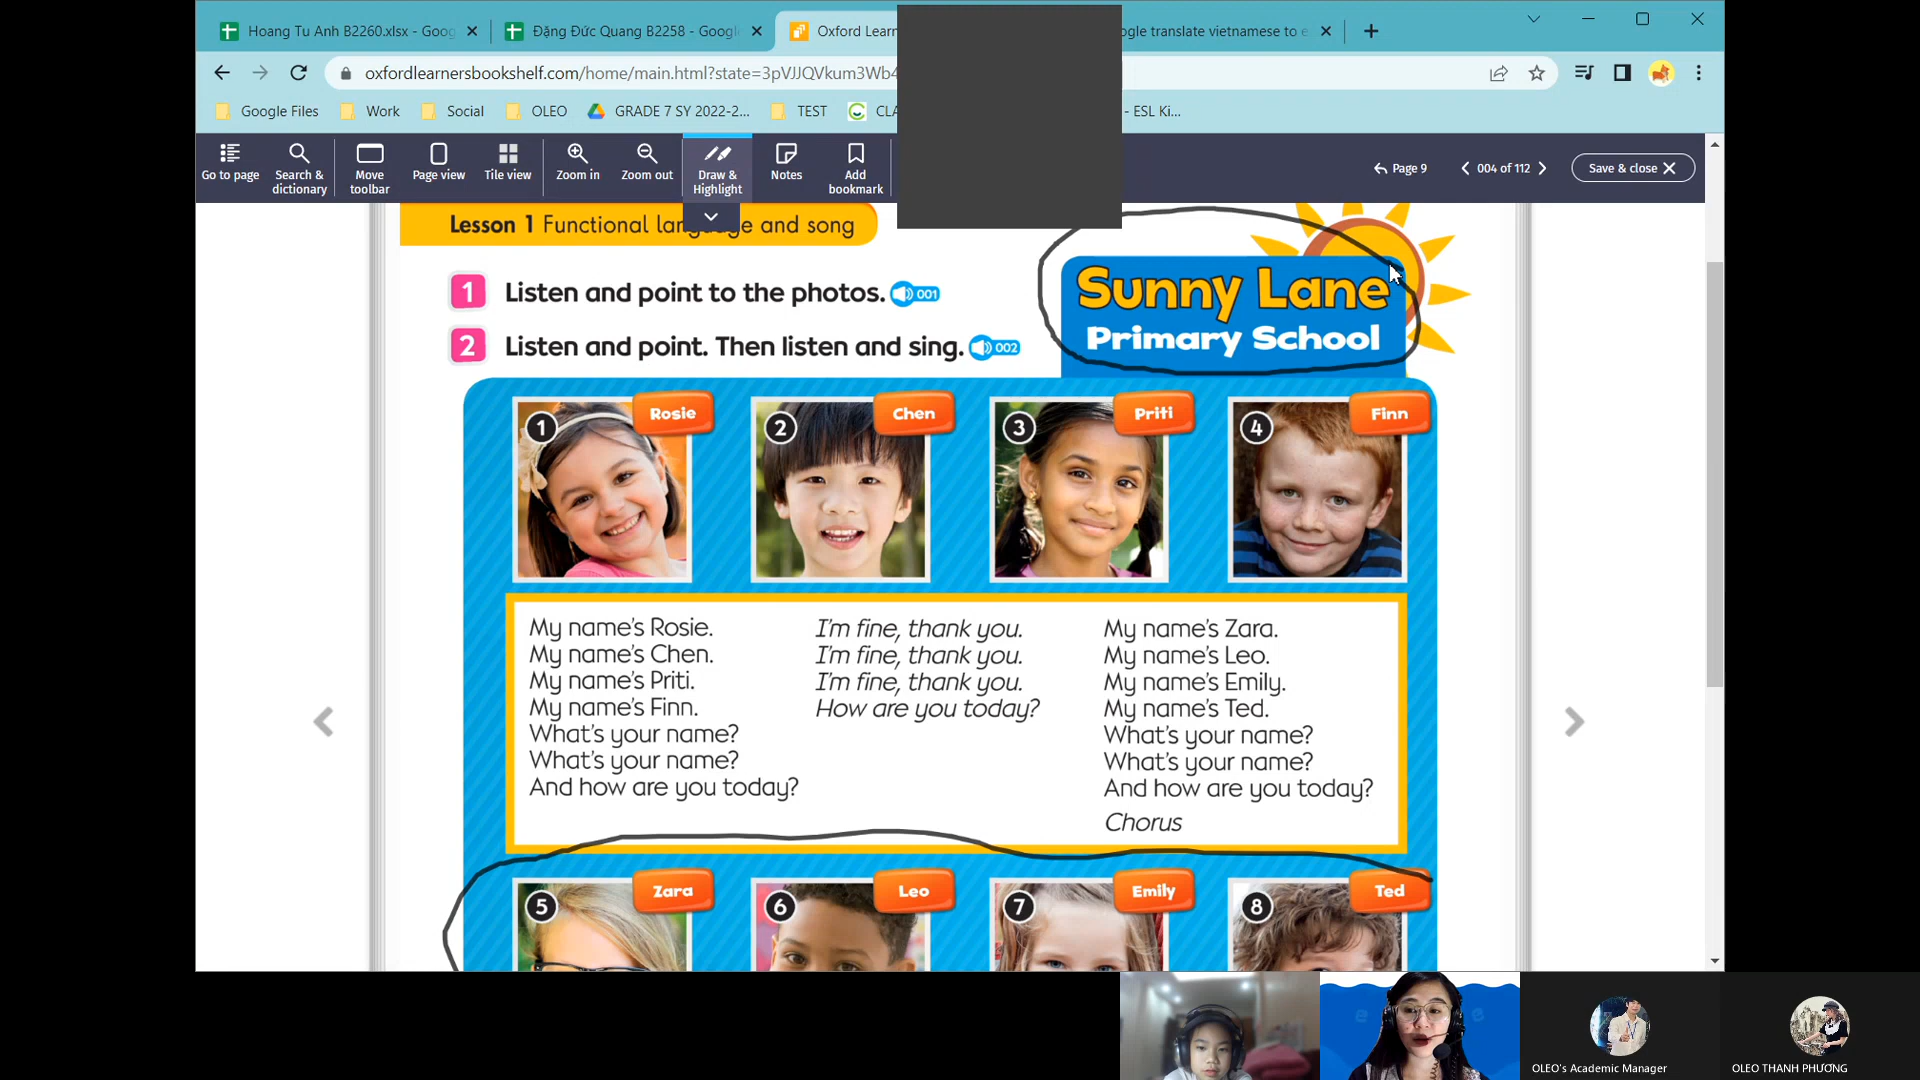 Hoang Tu Anh B2260.xlsx - Goog
Đặng Đức Quang B2258 - Googl
Oxford Learn
gle translate vietnamese to e
oxfordlearnersbookshelf.com/home/main.html?state=3pVJJQVkum3Wb4
Google Files
Work
Social
OLEO
GRADE 7 SY 2022-2...
TEST
CLA
- ESL Ki...
Go to page
Search & dictionary
Move toolbar
Page view
Tile view
Zoom in
Zoom out
Draw & Highlight
Notes
Add bookmark
Page 9
004 of 112
Save & close
Lesson 1 Functional language and song
1 Listen and point to the photos. 001
2 Listen and point. Then listen and sing. 002
Sunny Lane
Primary School
1 Rosie
2 Chen
3 Priti
4 Finn
My name's Rosie.
My name's Chen.
My name's Priti.
My name's Finn.
What's your name?
What's your name?
And how are you today?
I'm fine, thank you.
I'm fine, thank you.
I'm fine, thank you.
How are you today?
My name's Zara.
My name's Leo.
My name's Emily.
My name's Ted.
What's your name?
What's your name?
And how are you today?
Chorus
5 Zara
6 Leo
7 Emily
8 Ted
OLEO's Academic Manager
OLEO THANH PHƯƠNG